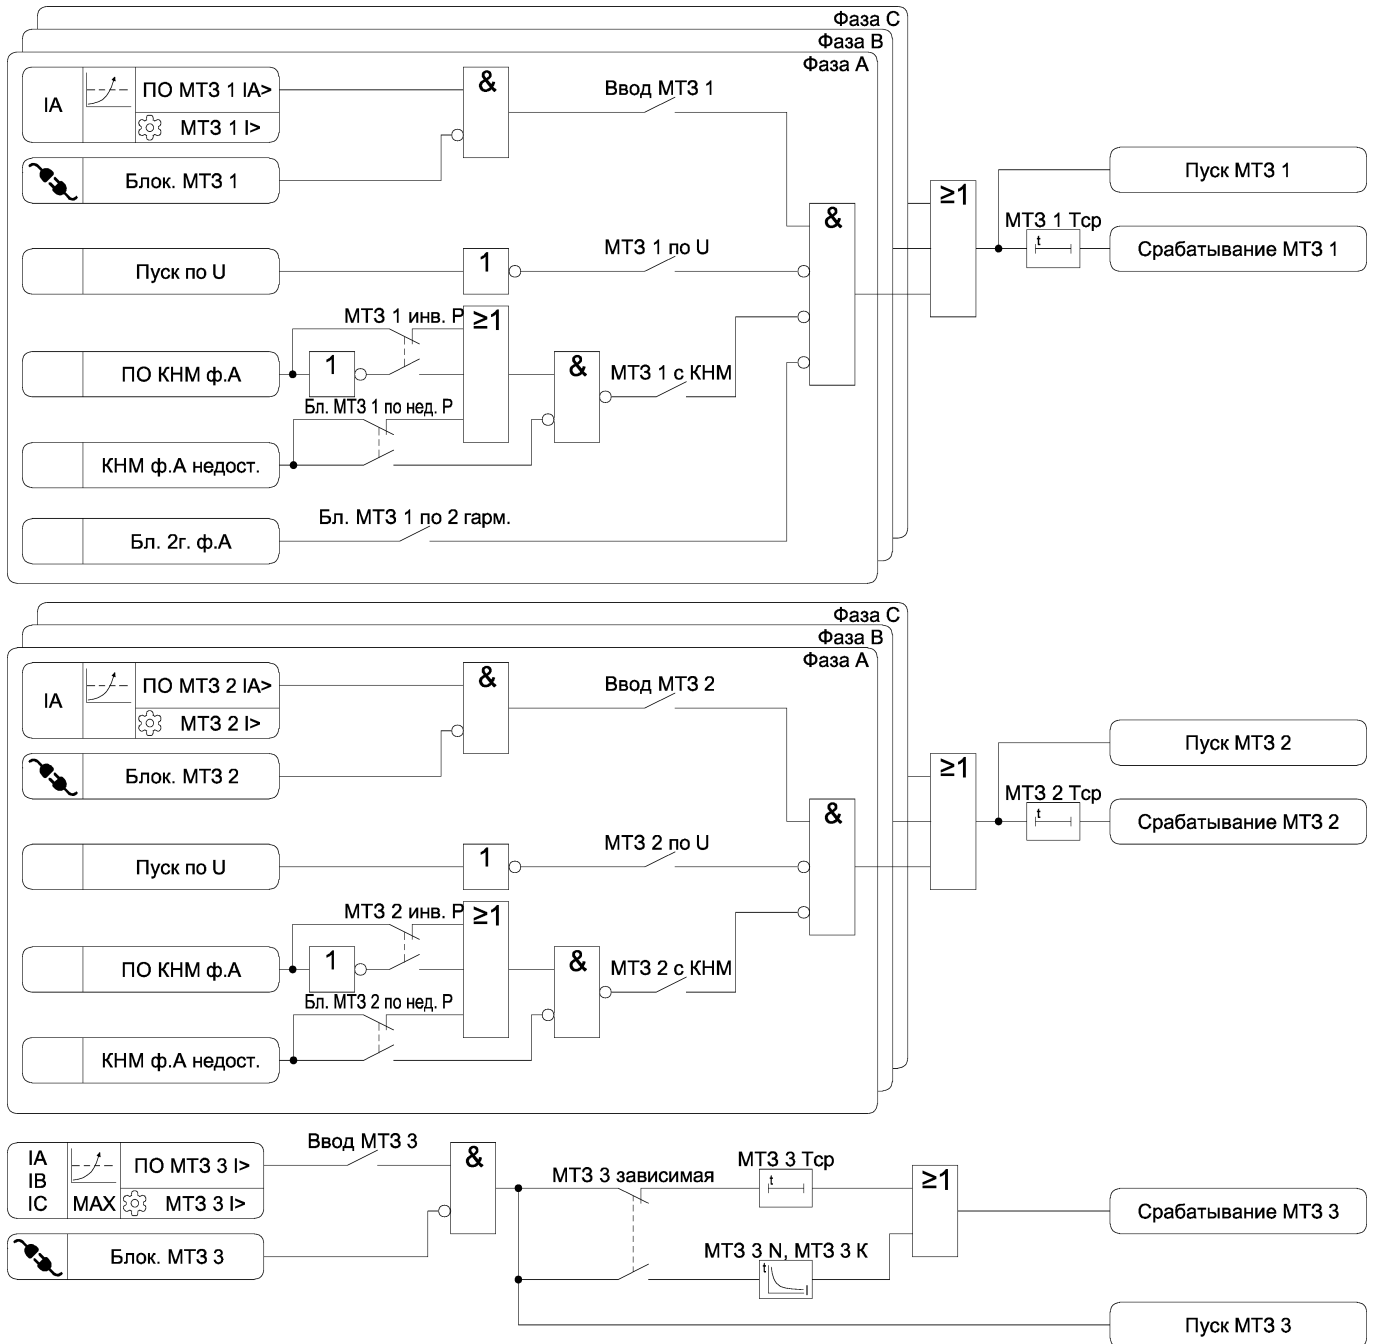 Фаза C
Фаза B
Фаза A
IA
ПО МТЗ 1 IA>
МТЗ 1 I>
&
Ввод МТЗ 1
Блок. МТЗ 1
Пуск МТЗ 1
≥1
МТЗ 1 Тср
t
Срабатывание МТЗ 1
&
Пуск по U
1
МТЗ 1 по U
МТЗ 1 инв. Р
≥1
ПО КНМ ф.А
1
&
МТЗ 1 с КНМ
Бл. МТЗ 1 по нед. Р
КНМ ф.А недост.
Бл. МТЗ 1 по 2 гарм.
Бл. 2г. ф.А
Фаза C
Фаза B
Фаза A
IA
ПО МТЗ 2 IA>
МТЗ 2 I>
&
Ввод МТЗ 2
Блок. МТЗ 2
Пуск МТЗ 2
≥1
МТЗ 2 Тср
t
Срабатывание МТЗ 2
&
Пуск по U
1
МТЗ 2 по U
МТЗ 2 инв. Р
≥1
ПО КНМ ф.А
1
&
МТЗ 2 с КНМ
Бл. МТЗ 2 по нед. Р
КНМ ф.А недост.
IA
IB
IC
MAX
ПО МТЗ 3 I>
МТЗ 3 I>
Ввод МТЗ 3
&
Блок. МТЗ 3
МТЗ 3 зависимая
МТЗ 3 Тср
t
≥1
Срабатывание МТЗ 3
МТЗ 3 N, МТЗ 3 К
t
I
Пуск МТЗ 3